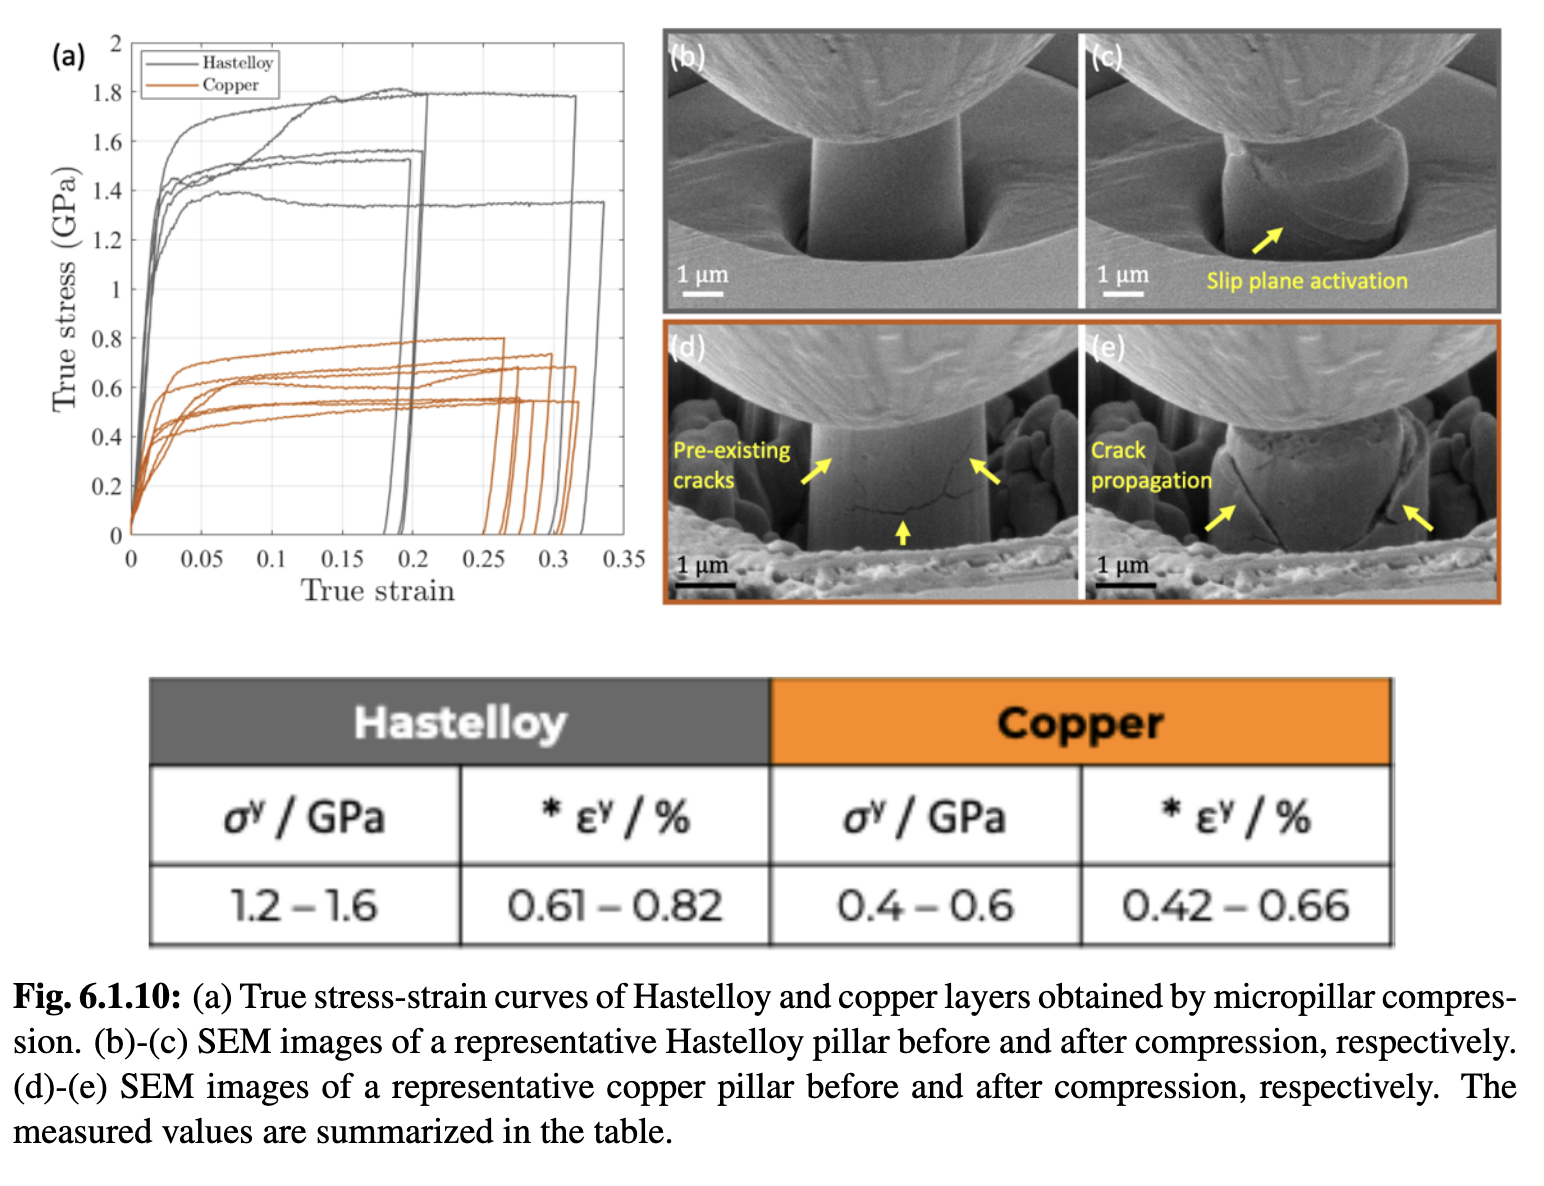 (a)
2
1.8
1.6
1.4
1.2
1
0.8
0.6
0.4
0.2
0
True stress (GPa)
Hastelloy
Copper
0 0.05 0.1 0.15 0.2 0.25 0.3 0.35
True strain
(b)
1 μm
(c)
1 μm
Slip plane activation
(d)
Pre-existing
cracks
1 μm
(e)
Crack
propagation
1 μm
Hastelloy Copper
σʸ / GPa * εʸ / % σʸ / GPa * εʸ / %
1.2 – 1.6 0.61 – 0.82 0.4 – 0.6 0.42 – 0.66
Fig. 6.1.10: (a) True stress-strain curves of Hastelloy and copper layers obtained by micropillar compres-
sion. (b)-(c) SEM images of a representative Hastelloy pillar before and after compression, respectively.
(d)-(e) SEM images of a representative copper pillar before and after compression, respectively. The
measured values are summarized in the table.